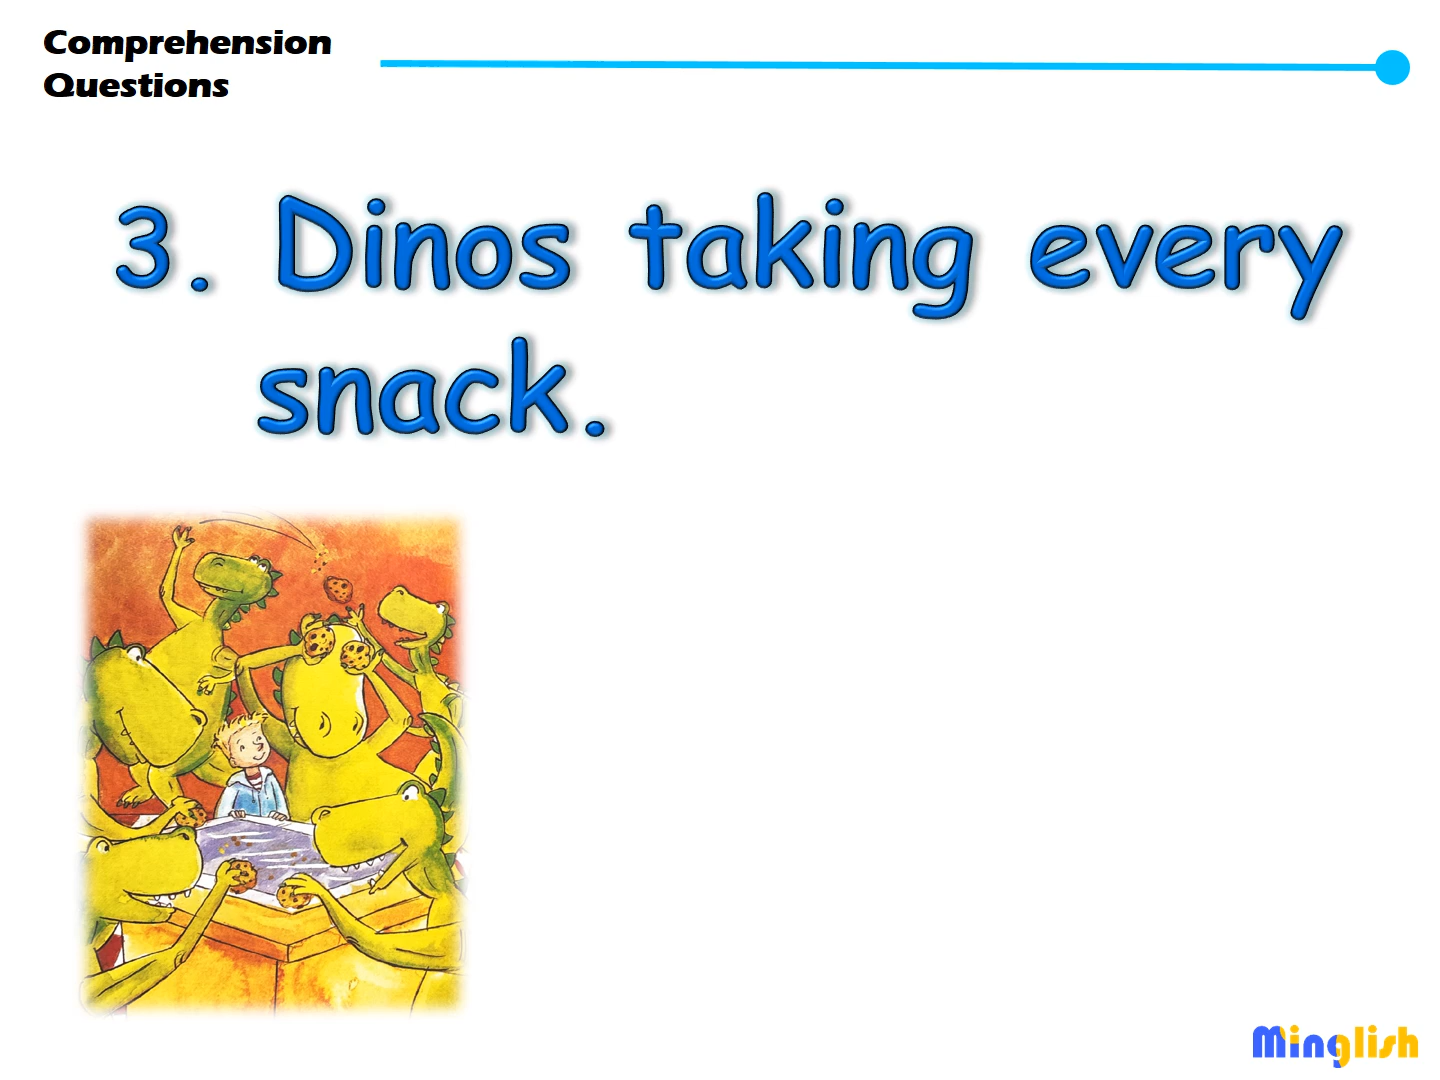 Comprehension
Questions
3. Dinos taking every
snack.
Minglish